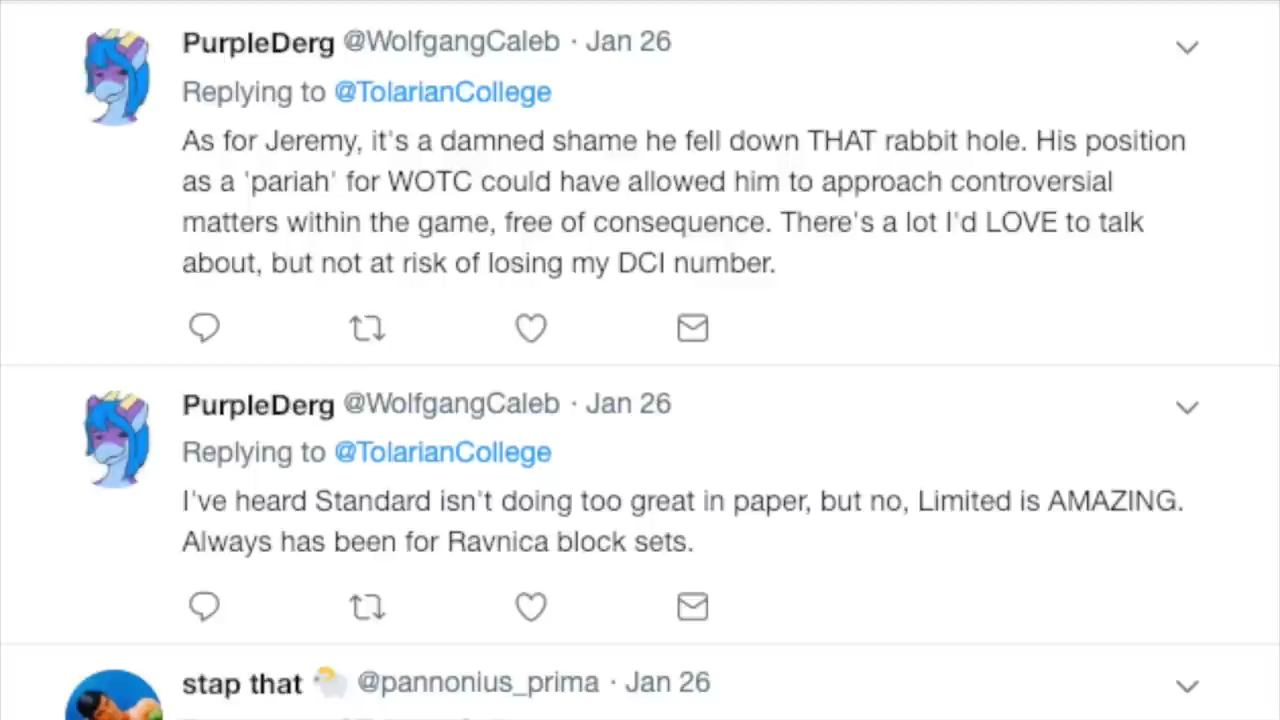 PurpleDerg @WolfgangCaleb · Jan 26
Replying to @TolarianCollege
As for Jeremy, it's a damned shame he fell down THAT rabbit hole. His position
as a 'pariah' for WOTC could have allowed him to approach controversial
matters within the game, free of consequence. There's a lot I'd LOVE to talk
about, but not at risk of losing my DCI number.
PurpleDerg @WolfgangCaleb · Jan 26
Replying to @TolarianCollege
I've heard Standard isn't doing too great in paper, but no, Limited is AMAZING.
Always has been for Ravnica block sets.
stap that 🐑 @pannonius_prima · Jan 26